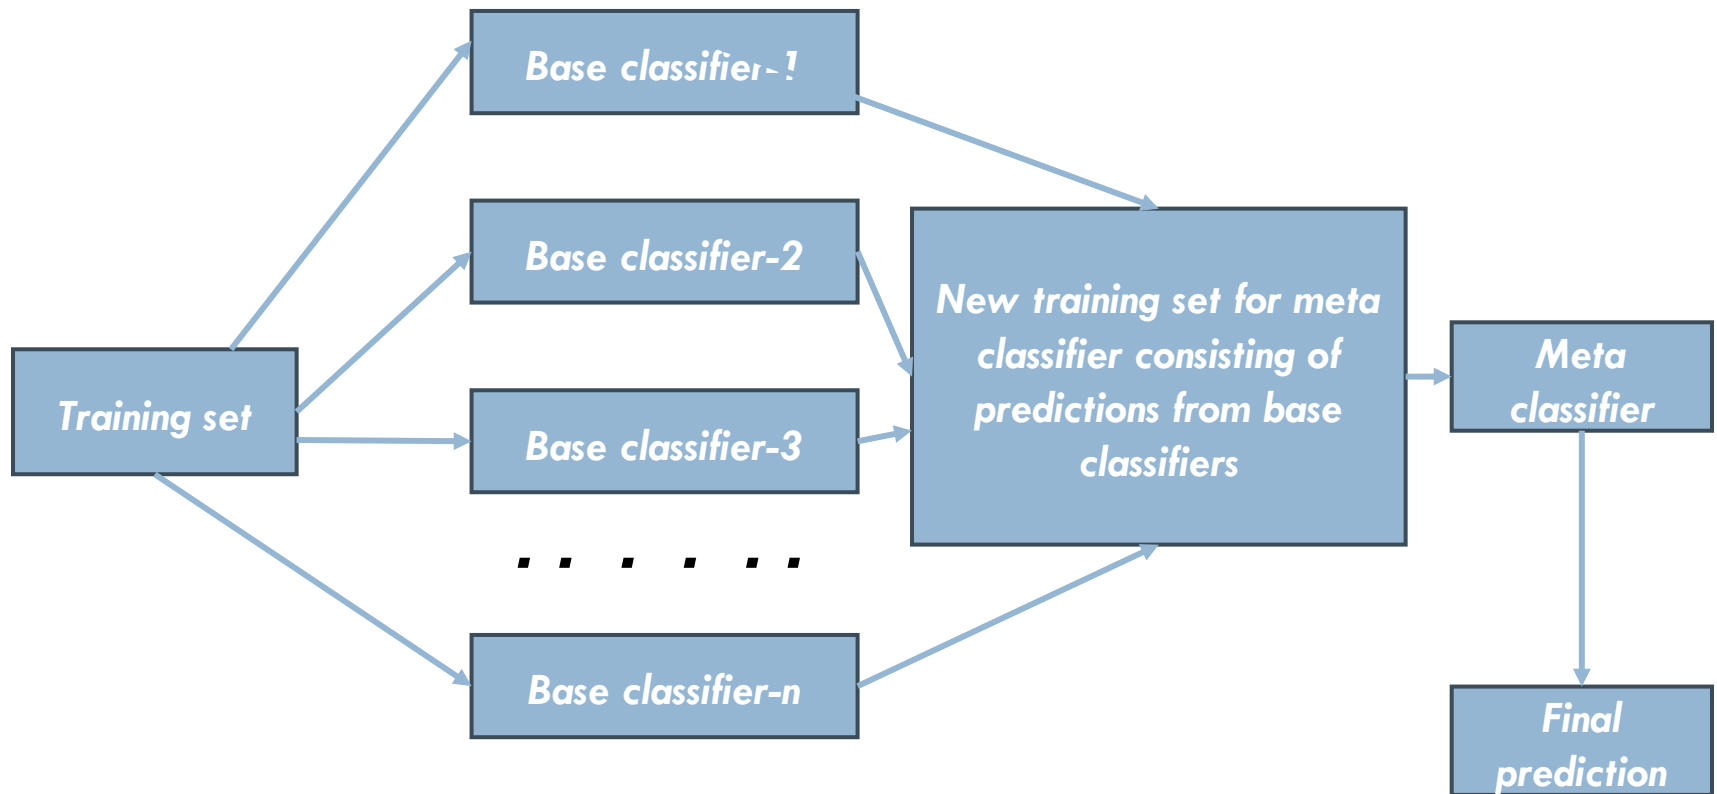 Base classifier-1
Base classifier-2
Base classifier-3
Base classifier-n
Training set
New training set for meta
classifier consisting of
predictions from base
classifiers
Meta
classifier
Final
prediction